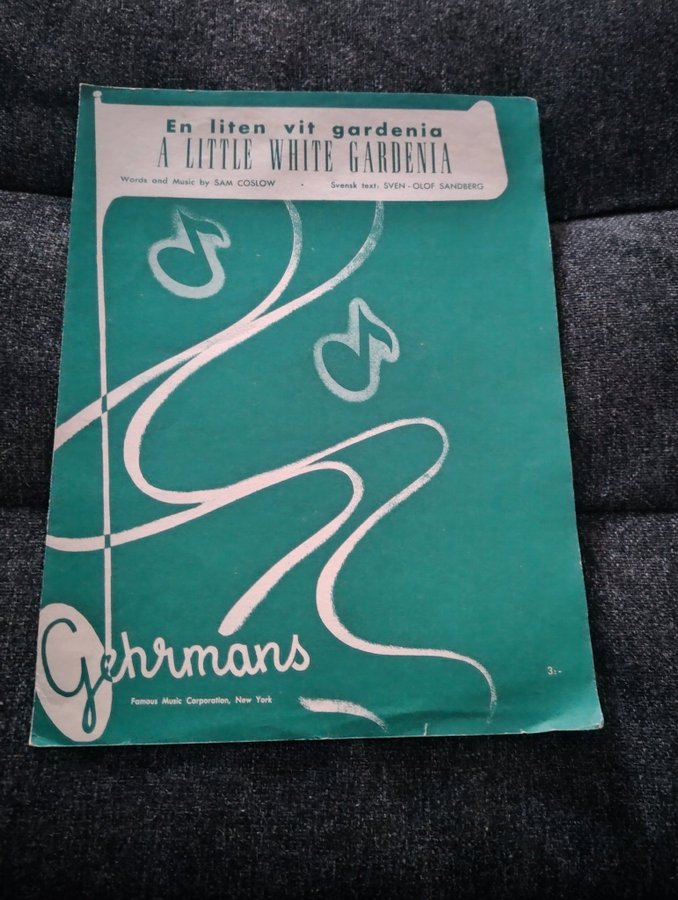 En liten vit gardenia
A LITTLE WHITE GARDENIA
Words and Music by SAM COSLOW . Svensk text: SVEN-OLOF SANDBERG
Gehrmans
Famous Music Corporation, New York
3:-